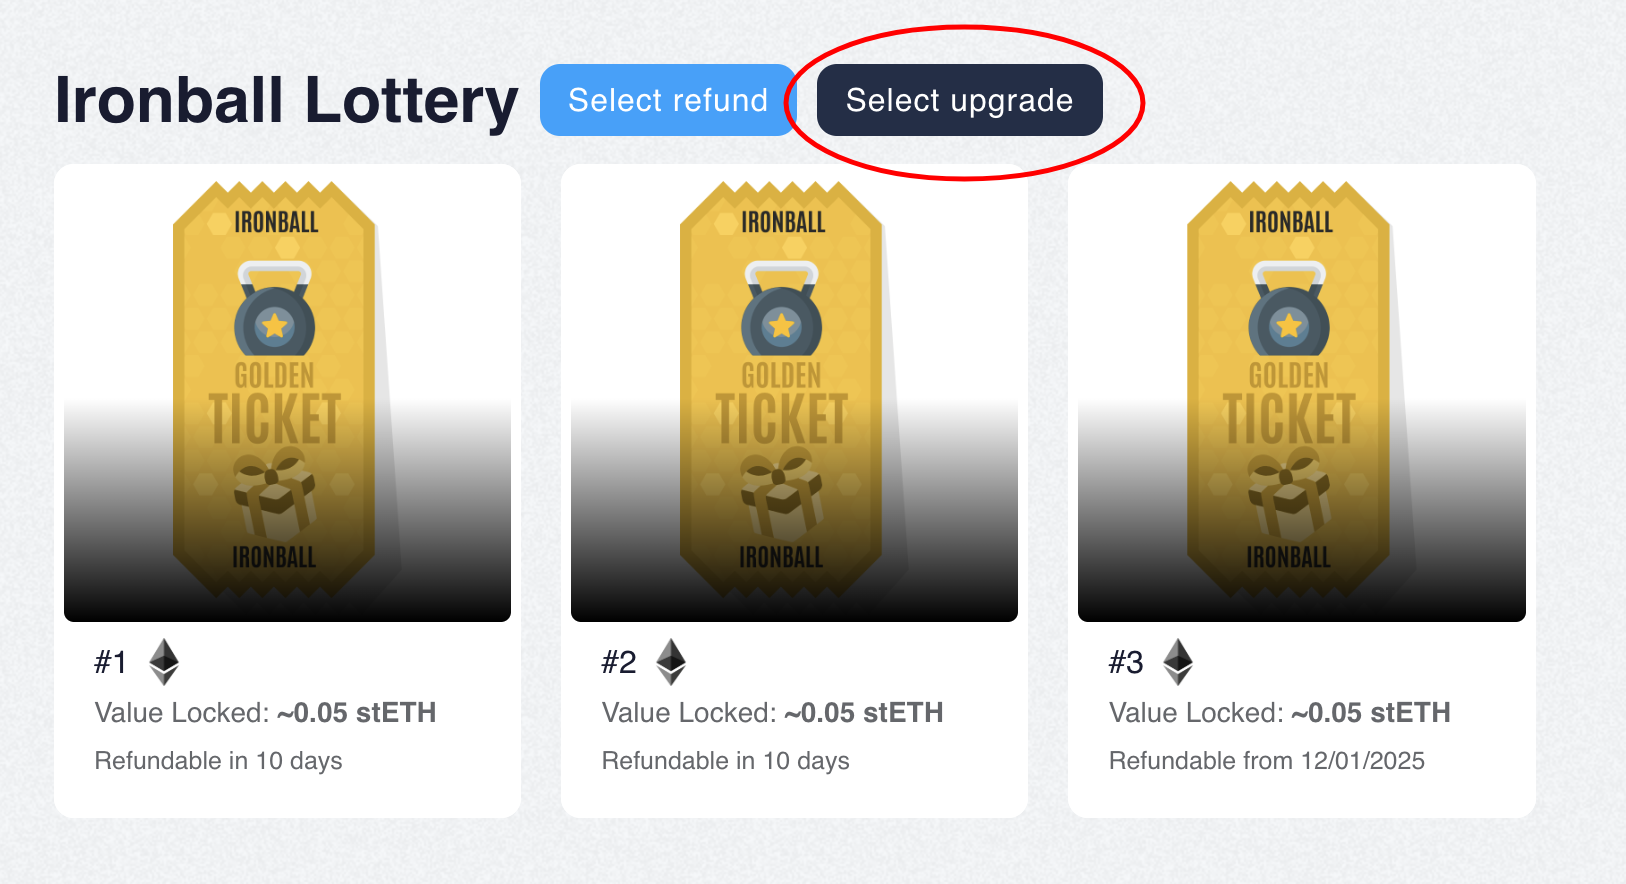 Ironball Lottery Select refund Select upgrade
IRONBALL
GOLDEN
TICKET
IRONBALL
#1
Value Locked: ~0.05 stETH
Refundable in 10 days
IRONBALL
GOLDEN
TICKET
IRONBALL
#2
Value Locked: ~0.05 stETH
Refundable in 10 days
IRONBALL
GOLDEN
TICKET
IRONBALL
#3
Value Locked: ~0.05 stETH
Refundable from 12/01/2025